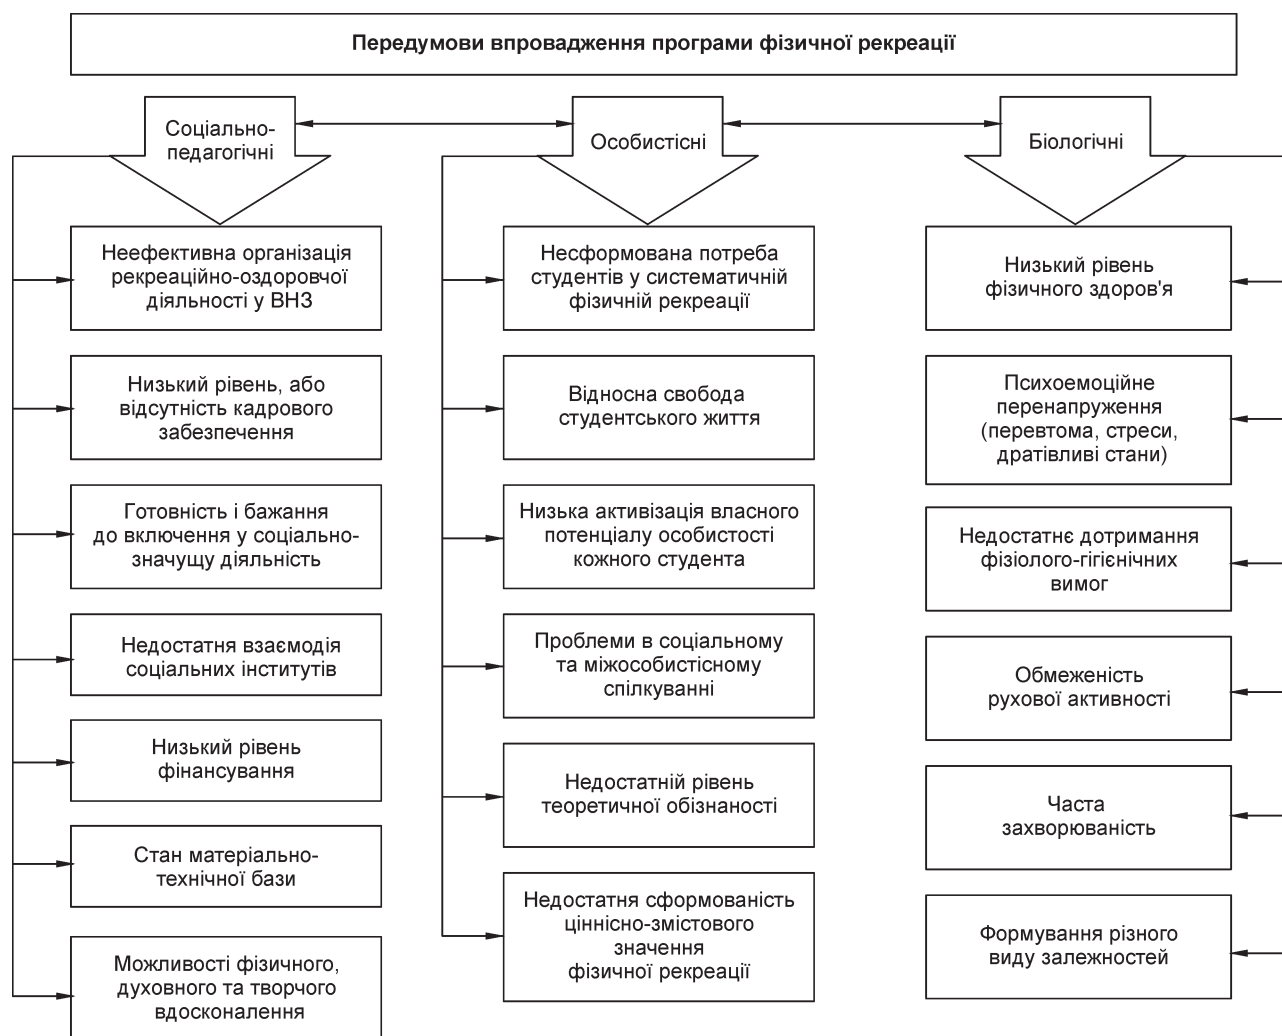 Передумови впровадження програми фізичної рекреації
Соціально-
педагогічні
Неефективна організація
рекреаційно-оздоровчої
діяльності у ВНЗ
Низький рівень, або
відсутність кадрового
забезпечення
Готовність і бажання
до включення у соціально-
значущу діяльність
Недостатня взаємодія
соціальних інститутів
Низький рівень
фінансування
Стан матеріально-
технічної бази
Можливості фізичного,
духовного та творчого
вдосконалення
Особистісні
Несформована потреба
студентів у систематичній
фізичній рекреації
Відносна свобода
студентського життя
Низька активізація власного
потенціалу особистості
кожного студента
Проблеми в соціальному
та міжособистісному
спілкуванні
Недостатній рівень
теоретичної обізнаності
Недостатня сформованість
ціннісно-змістового
значення
фізичної рекреації
Біологічні
Низький рівень
фізичного здоров'я
Психоемоційне
перенапруження
(перевтома, стреси,
дратівливі стани)
Недостатнє дотримання
фізіолого-гігієнічних
вимог
Обмеженість
рухової активності
Часта
захворюваність
Формування різного
виду залежностей